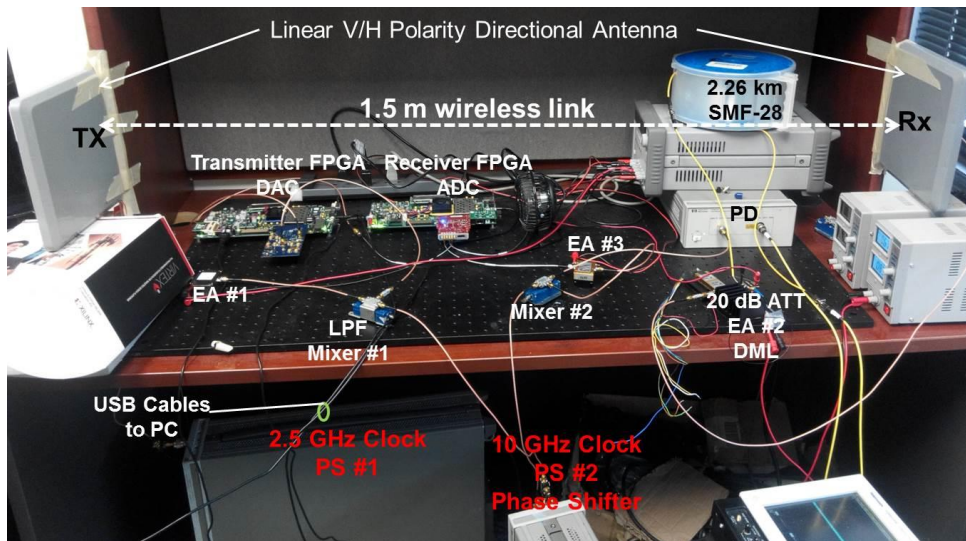 Linear V/H Polarity Directional Antenna
2.26 km
SMF-28
1.5 m wireless link
TX
Rx
Transmitter FPGA
DAC
Receiver FPGA
ADC
PD
EA #3
EA #1
Mixer #2
20 dB ATT
EA #2
DML
LPF
Mixer #1
USB Cables
to PC
2.5 GHz Clock
PS #1
10 GHz Clock
PS #2
Phase Shifter
VIRTEX